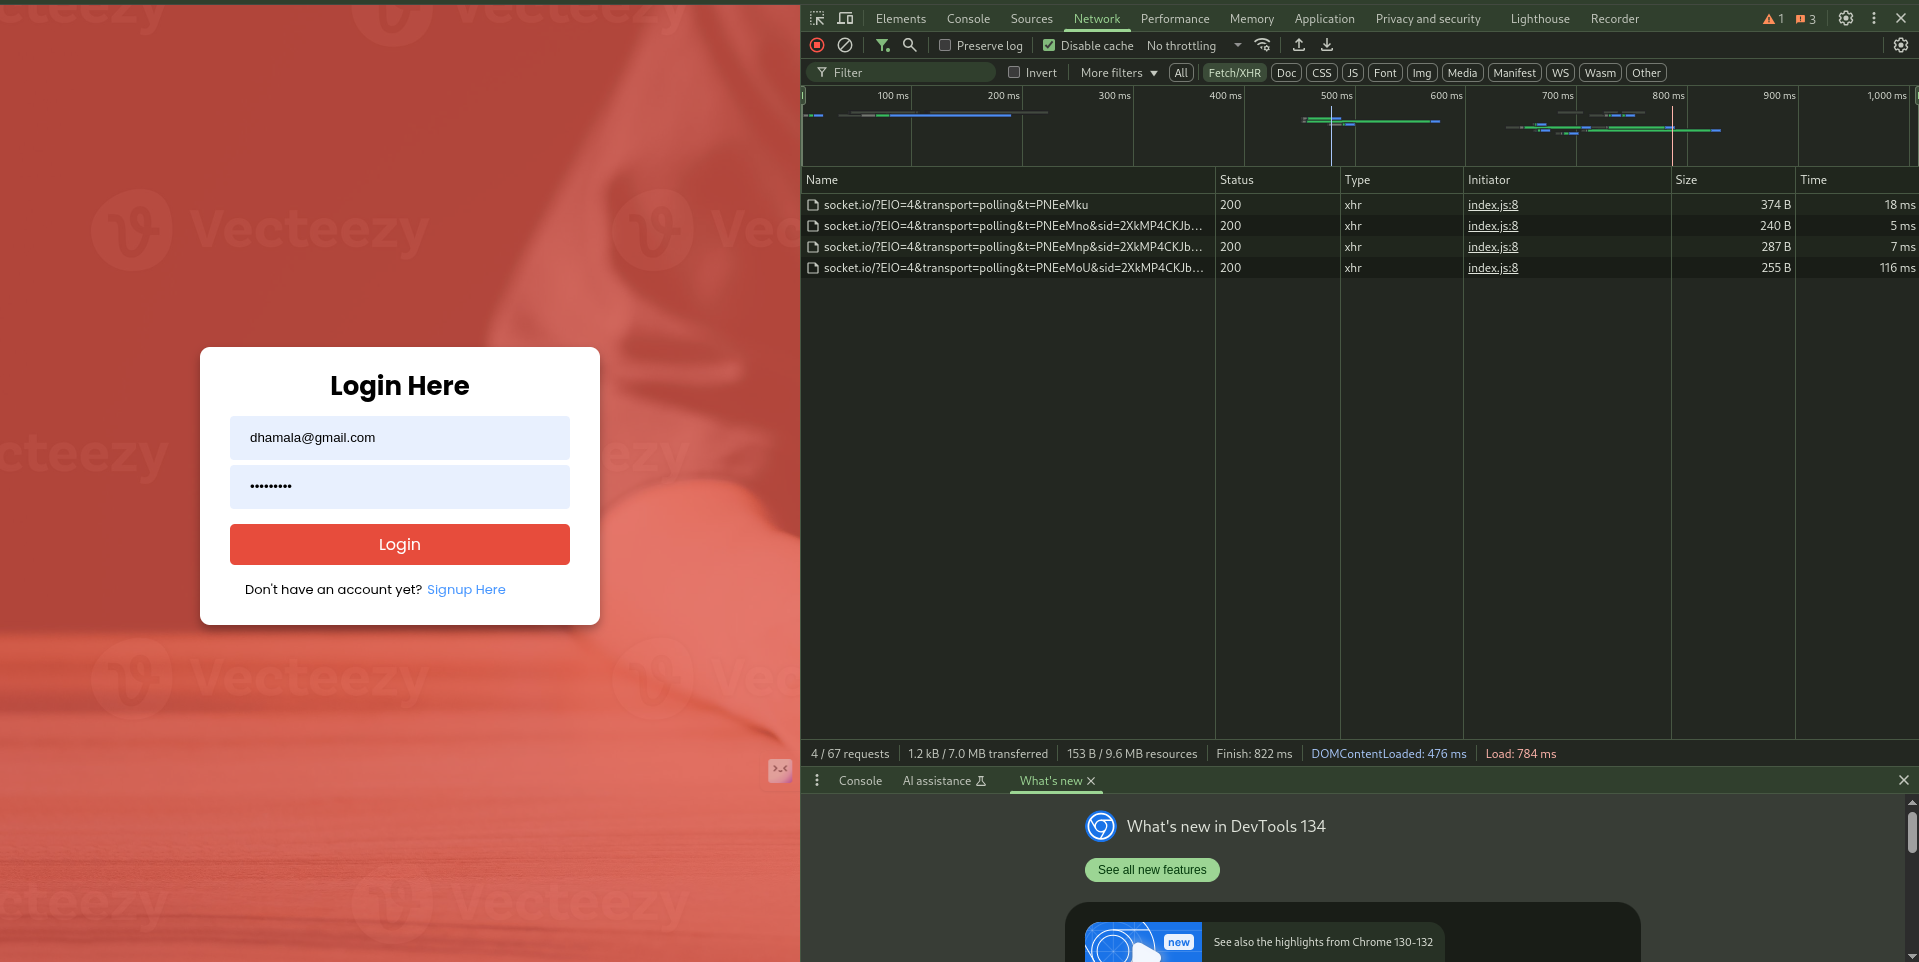 Vecteezy
Vecteezy
Vec
cteezy
eezy
Login Here
dhamala@gmail.com
•••••••••
Login
Don't have an account yet? Signup Here
Vecteezy
Vec
cteezy
Vecteezy
Elements Console Sources Network Performance Memory Application Privacy and security Lighthouse Recorder 1 3
Preserve log Disable cache No throttling
Filter Invert More filters All Fetch/XHR Doc CSS JS Font Img Media Manifest WS Wasm Other
100 ms 200 ms 300 ms 400 ms 500 ms 600 ms 700 ms 800 ms 900 ms 1,000 ms
Name Status Type Initiator Size Time
socket.io/?EIO=4&transport=polling&t=PNEeMku 200 xhr index.js:8 374 B 18 ms
socket.io/?EIO=4&transport=polling&t=PNEeMno&sid=2XkMP4CKJb... 200 xhr index.js:8 240 B 5 ms
socket.io/?EIO=4&transport=polling&t=PNEeMnp&sid=2XkMP4CKJb... 200 xhr index.js:8 287 B 7 ms
socket.io/?EIO=4&transport=polling&t=PNEeMoU&sid=2XkMP4CKJb... 200 xhr index.js:8 255 B 116 ms
4 / 67 requests 1.2 kB / 7.0 MB transferred 153 B / 9.6 MB resources Finish: 822 ms DOMContentLoaded: 476 ms Load: 784 ms
Console AI assistance What's new
What's new in DevTools 134
See all new features
new See also the highlights from Chrome 130-132